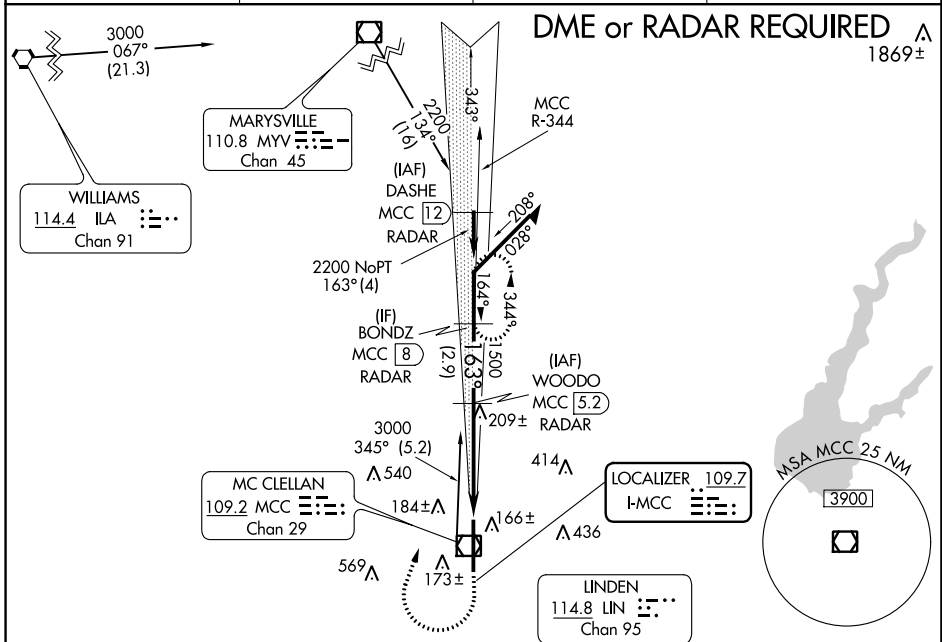 DME or RADAR REQUIRED
1869±
3000
067°
(21.3)
MARYSVILLE
110.8 MYV
Chan 45
2200
134°
(16)
343°
MCC
R-344
WILLIAMS
114.4 ILA
Chan 91
(IAF)
DASHE
MCC 12
RADAR
208°
028°
2200 NoPT
163° (4)
164°
344°
(IF)
BONDZ
MCC 8
RADAR
(2.9)
163°
1500
(IAF)
WOODO
MCC 5.2
RADAR
209±
3000
345° (5.2)
540
414
MC CLELLAN
109.2 MCC
Chan 29
184±
166±
LOCALIZER 109.7
I-MCC
436
MSA MCC 25 NM
3900
569
173±
LINDEN
114.8 LIN
Chan 95